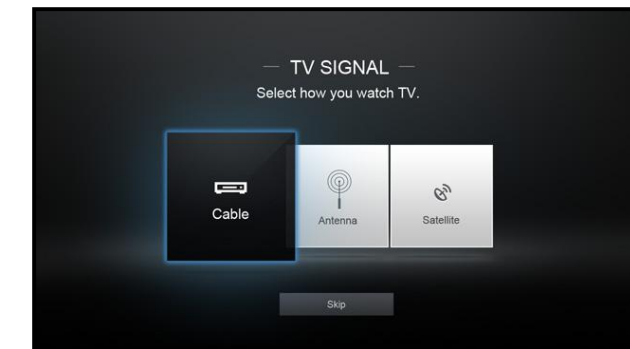 TV SIGNAL
Select how you watch TV.
Cable
Antenna
Satellite
Skip